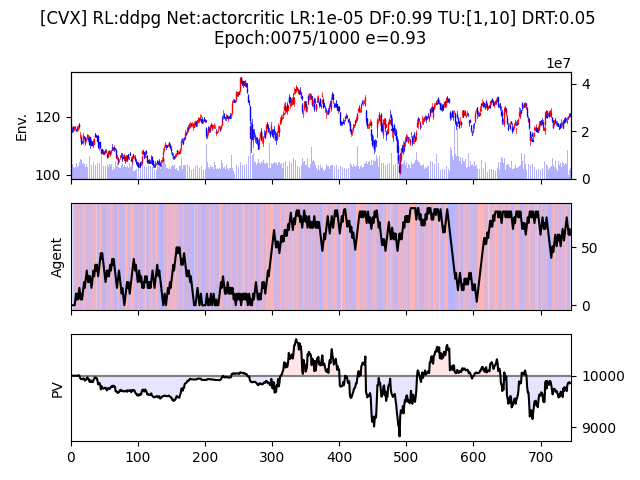 [CVX] RL:ddpg Net:actorcritic LR:1e-05 DF:0.99 TU:[1,10] DRT:0.05
Epoch:0075/1000 e=0.93
1e7
Env.
120
100
4
2
0
Agent
50
0
PV
10000
9000
0 100 200 300 400 500 600 700